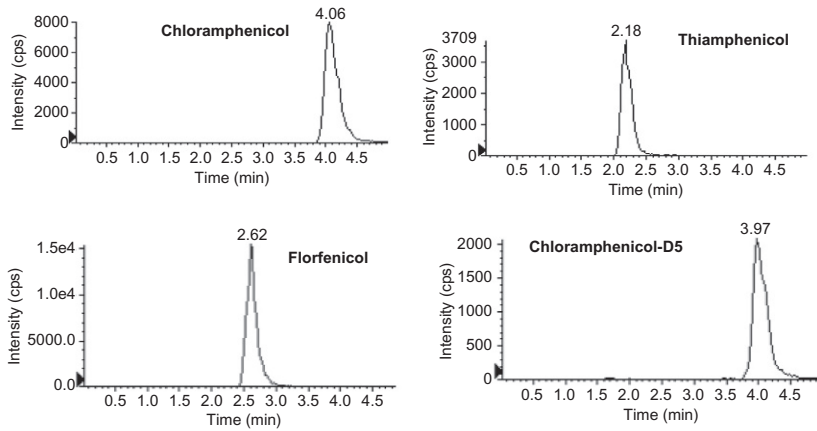 Chloramphenicol
4.06
Intensity (cps)
8000
6000
4000
2000
0
0.5 1.0 1.5 2.0 2.5 3.0 3.5 4.0 4.5
Time (min)
Thiamphenicol
2.18
Intensity (cps)
3709
3000
2000
1000
0
0.5 1.0 1.5 2.0 2.5 3.0 3.5 4.0 4.5
Time (min)
Florfenicol
2.62
Intensity (cps)
1.5e4
1.0e4
5000.0
0.0
0.5 1.0 1.5 2.0 2.5 3.0 3.5 4.0 4.5
Time (min)
Chloramphenicol-D5
3.97
Intensity (cps)
2000
1500
1000
500
0
0.5 1.0 1.5 2.0 2.5 3.0 3.5 4.0 4.5
Time (min)